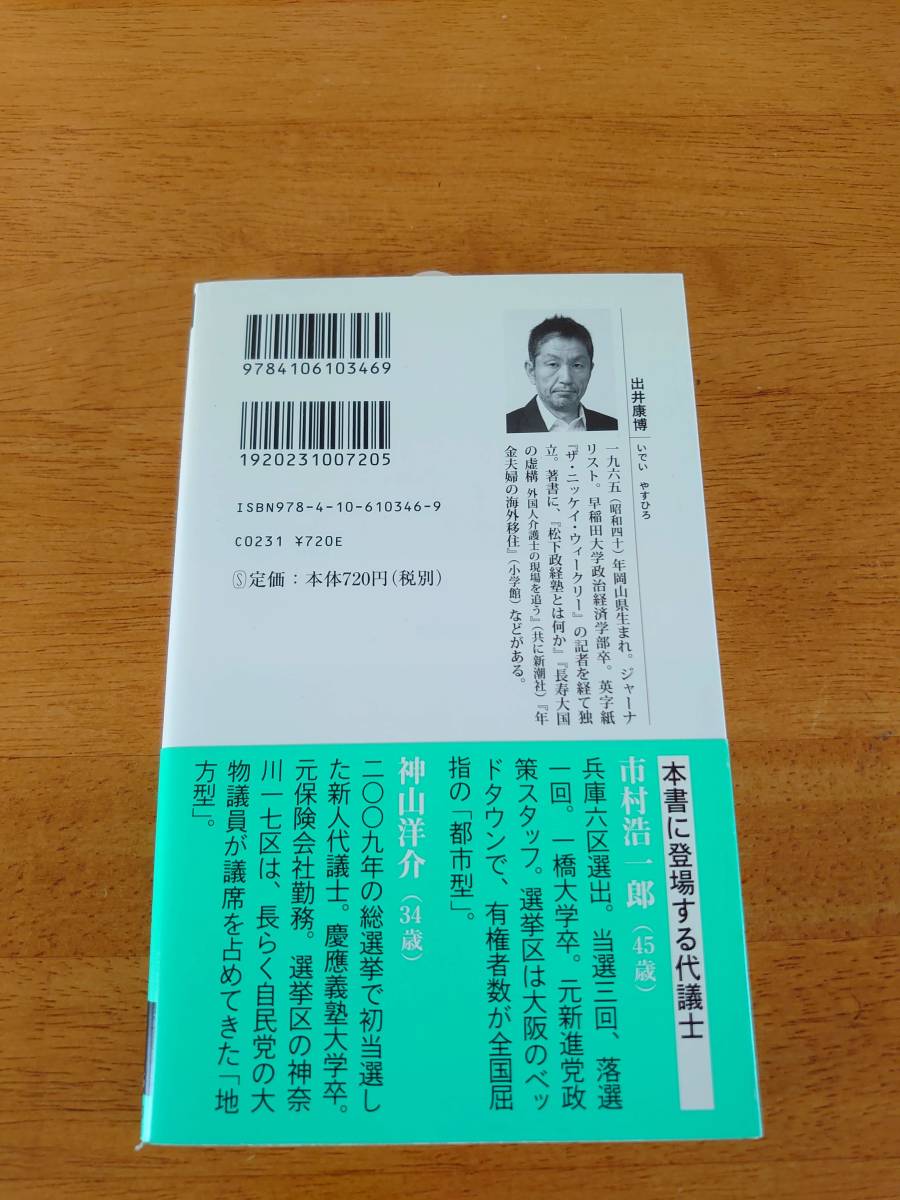 9784106103469
1920231007205
ISBN978-4-10-610346-9
C0231 ¥720E
Ⓢ定価：本体720円(税別)
出井康博
いでい やすひろ
一九六五（昭和四十）年岡山県生まれ。ジャーナ
リスト。早稲田大学政治経済学部卒。英字紙
『ザ・ニッケイ・ウィークリー』の記者を経て独
立。著書に、『松下政経塾とは何か』『長寿大国
の虚構 外国人介護士の現場を追う』（共に新潮社）『年
金夫婦の海外移住』（小学館）などがある。
本書に登場する代議士
市村浩一郎（45歳）
兵庫六区選出。当選三回、落選
一回。一橋大学卒。元新進党政
策スタッフ。選挙区は大阪のベッ
ドタウンで、有権者数が全国屈
指の「都市型」。
神山洋介（34歳）
二〇〇九年の総選挙で初当選し
た新人代議士。慶應義塾大学卒。
元保険会社勤務。選挙区の神奈
川一七区は、長らく自民党の大
物議員が議席を占めてきた「地
方型」。